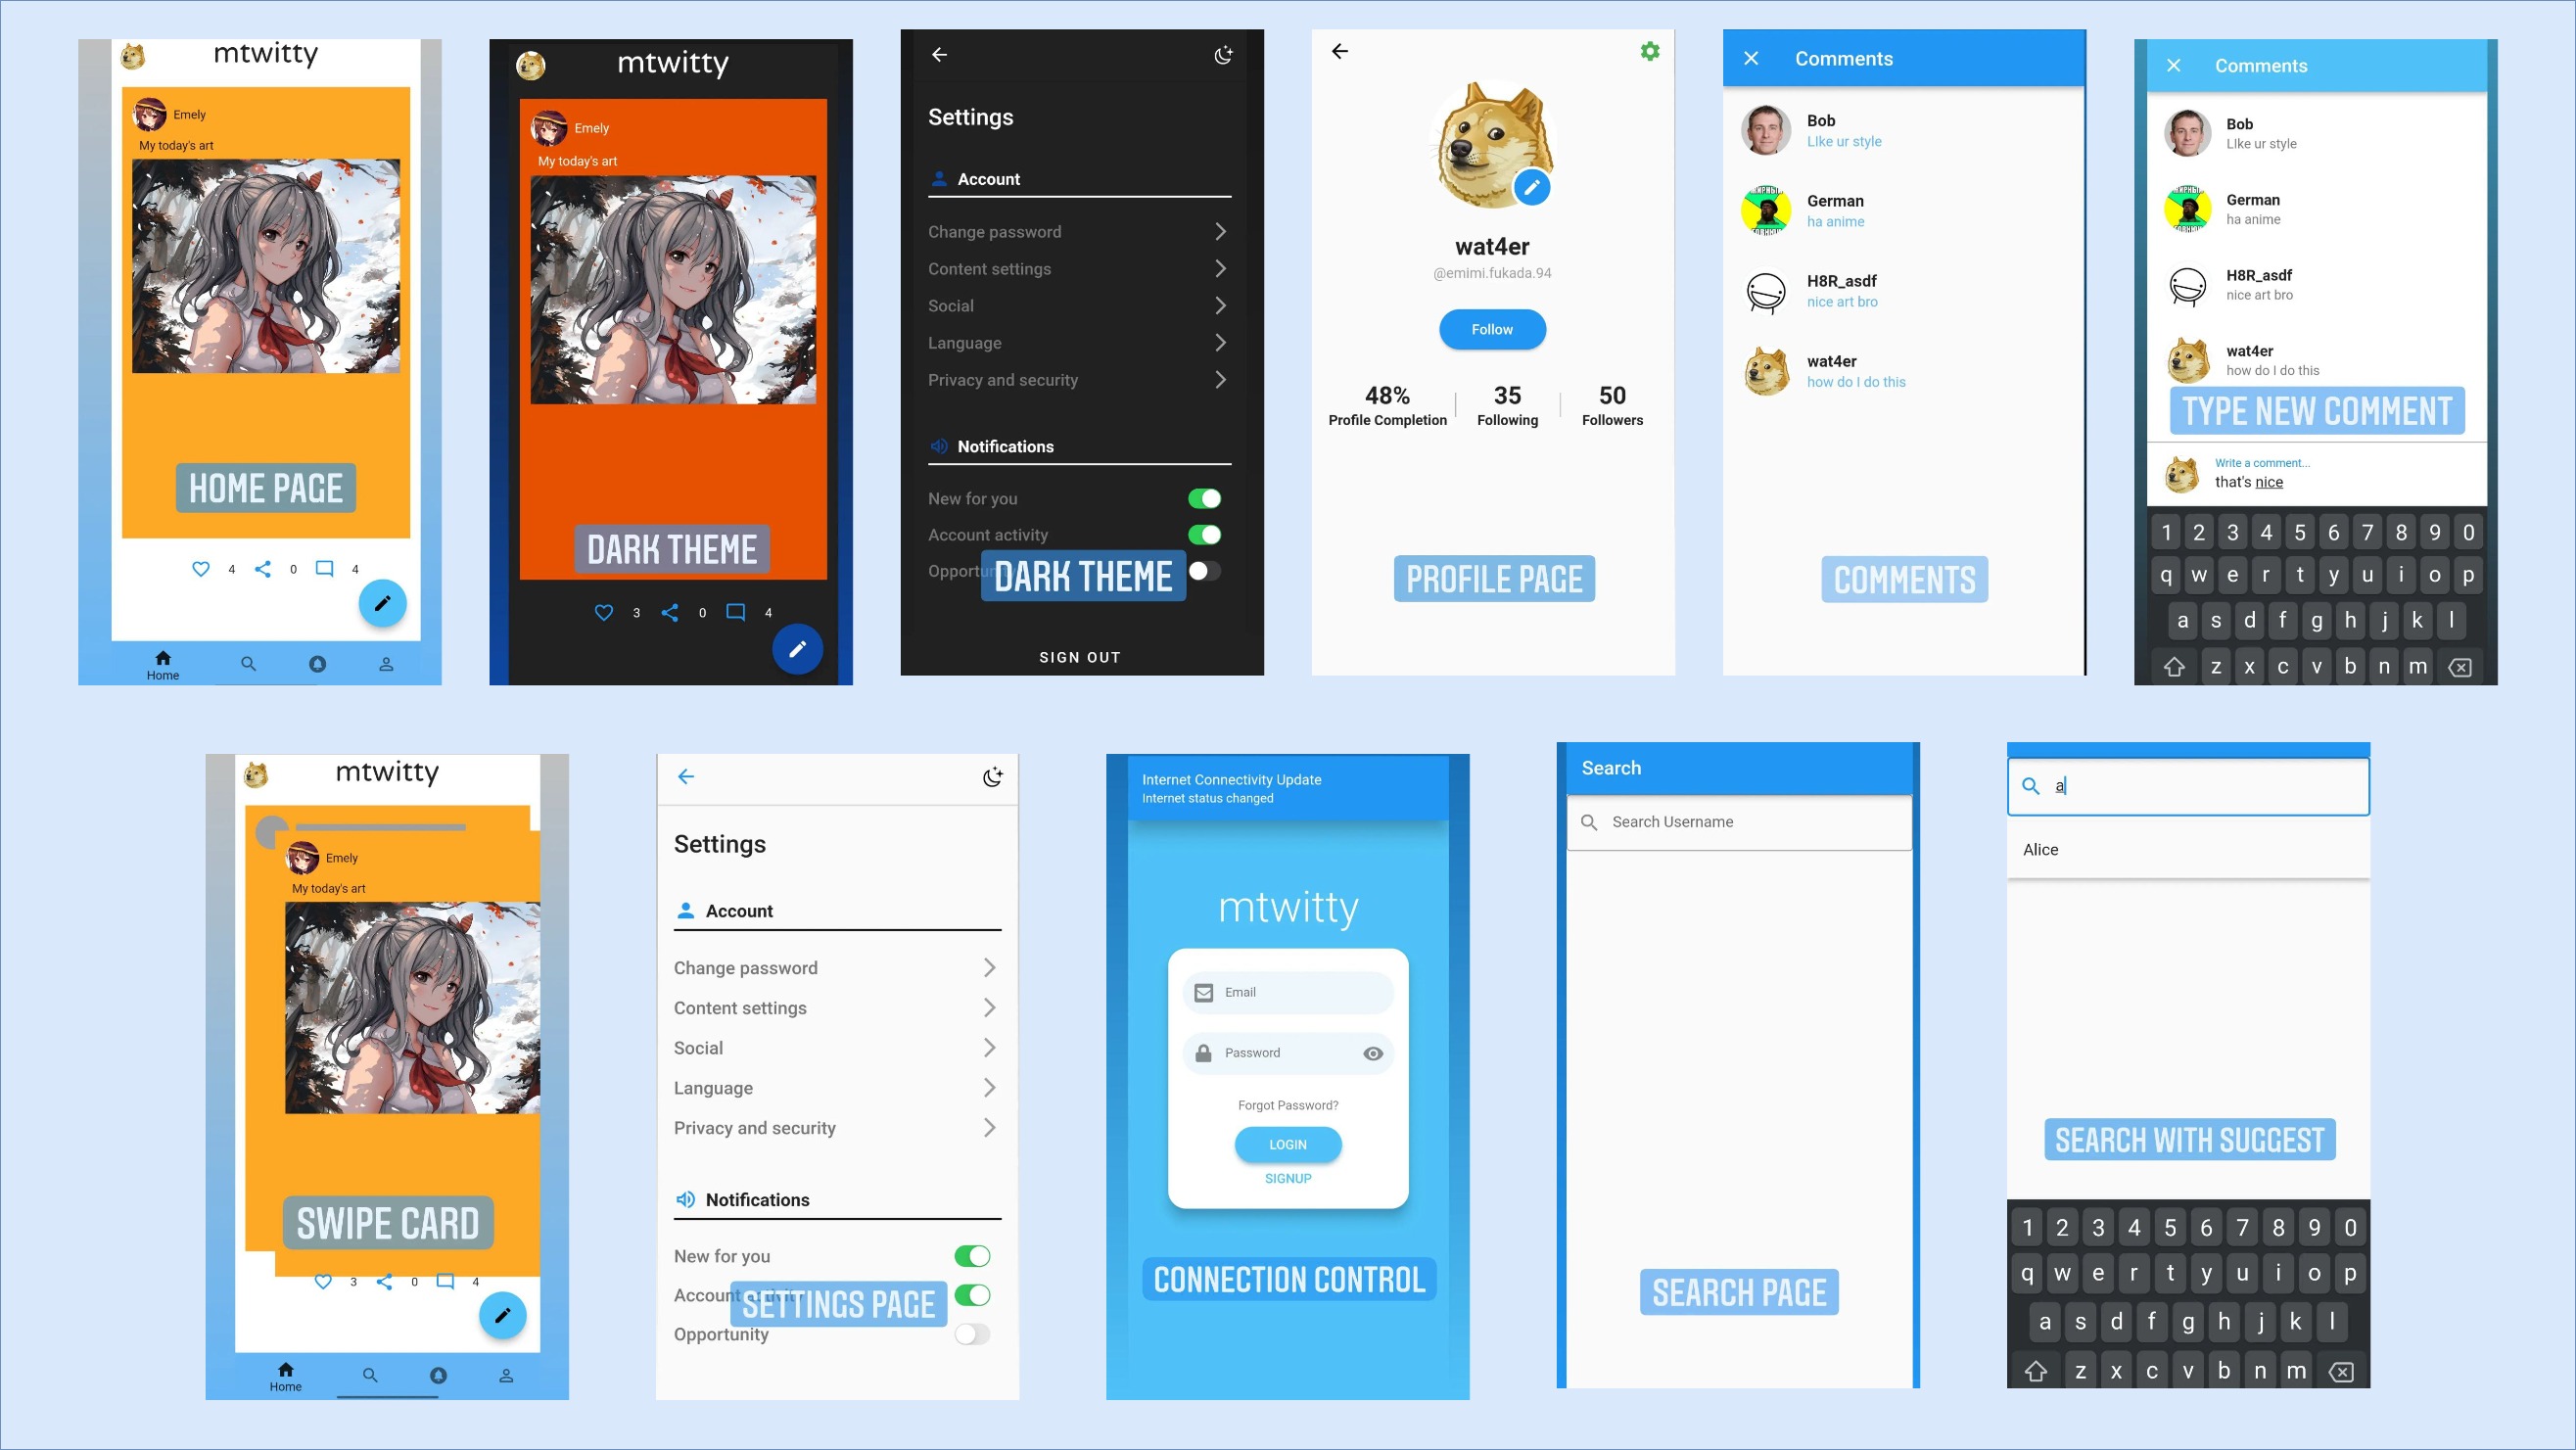 mtwitty
Emely
My today's art
HOME PAGE
4 0 4
Home
mtwitty
Emely
My today's art
DARK THEME
3 0 4
Settings
Account
Change password
Content settings
Social
Language
Privacy and security
Notifications
New for you
Account activity
Opportun
DARK THEME
SIGN OUT
wat4er
@emimi.fukada.94
Follow
48% 35 50
Profile Completion Following Followers
PROFILE PAGE
Comments
Bob
LIke ur style
German
ha anime
H8R_asdf
nice art bro
wat4er
how do I do this
COMMENTS
Comments
Bob
LIke ur style
German
ha anime
H8R_asdf
nice art bro
wat4er
how do I do this
TYPE NEW COMMENT
Write a comment...
that's nice
1 2 3 4 5 6 7 8 9 0
q w e r t y u i o p
a s d f g h j k l
z x c v b n m
mtwitty
Emely
My today's art
SWIPE CARD
3 0 4
Home
Settings
Account
Change password
Content settings
Social
Language
Privacy and security
Notifications
New for you
Account activity
SETTINGS PAGE
Opportunity
Internet Connectivity Update
Internet status changed
mtwitty
Email
Password
Forgot Password?
LOGIN
SIGNUP
CONNECTION CONTROL
Search
Search Username
SEARCH PAGE
a
Alice
SEARCH WITH SUGGEST
1 2 3 4 5 6 7 8 9 0
q w e r t y u i o p
a s d f g h j k l
z x c v b n m